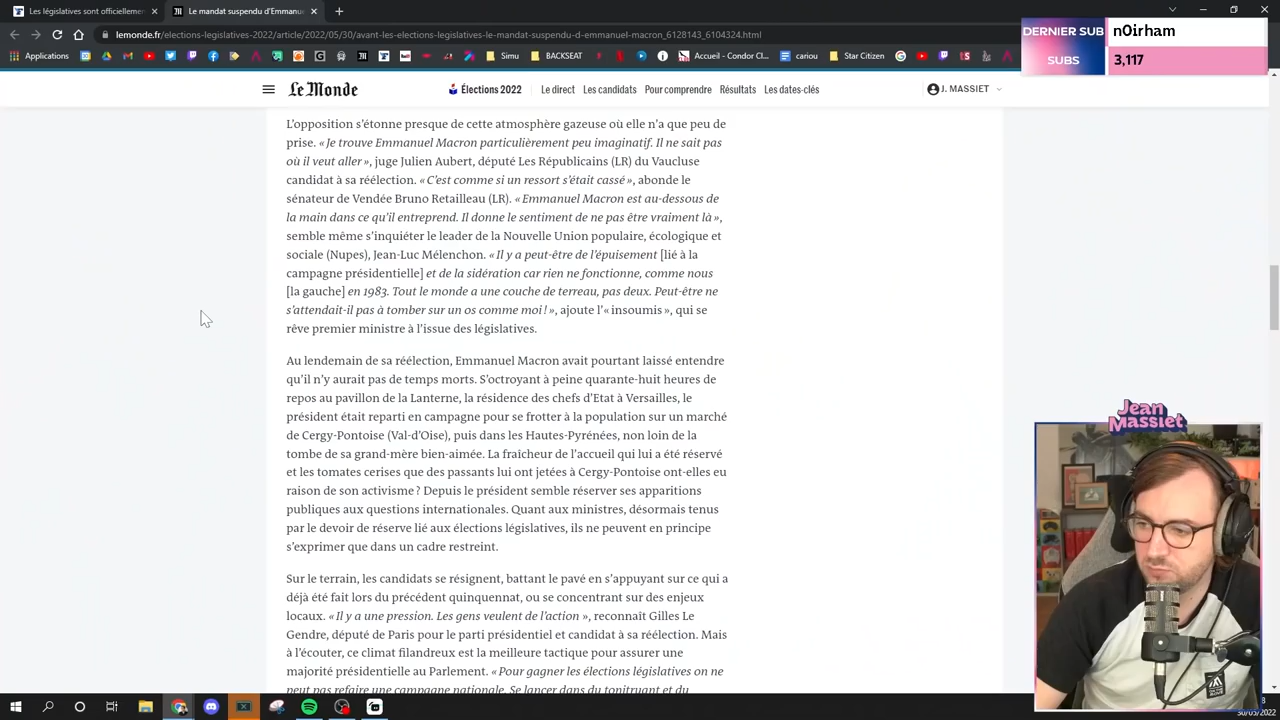 Les législatives sont officiellemen
Le mandat suspendu d'Emmanue
lemonde.fr/elections-legislatives-2022/article/2022/05/30/avant-les-elections-legislatives-le-mandat-suspendu-d-emmanuel-macron_6128143_6104324.html
Applications
Simu
BACKSEAT
Accueil - Condor Cl...
cariou
Star Citizen
DERNIER SUB
n0irham
SUBS
3,117
Le Monde
Élections 2022
Le direct
Les candidats
Pour comprendre
Résultats
Les dates-clés
J. MASSIET
L'opposition s'étonne presque de cette atmosphère gazeuse où elle n'a que peu de
prise. « Je trouve Emmanuel Macron particulièrement peu imaginatif. Il ne sait pas
où il veut aller », juge Julien Aubert, député Les Républicains (LR) du Vaucluse
candidat à sa réélection. « C'est comme si un ressort s'était cassé », abonde le
sénateur de Vendée Bruno Retailleau (LR). « Emmanuel Macron est au-dessous de
la main dans ce qu'il entreprend. Il donne le sentiment de ne pas être vraiment là »,
semble même s'inquiéter le leader de la Nouvelle Union populaire, écologique et
sociale (Nupes), Jean-Luc Mélenchon. « Il y a peut-être de l'épuisement [lié à la
campagne présidentielle] et de la sidération car rien ne fonctionne, comme nous
[la gauche] en 1983. Tout le monde a une couche de terreau, pas deux. Peut-être ne
s'attendait-il pas à tomber sur un os comme moi ! », ajoute l'« insoumis », qui se
rêve premier ministre à l'issue des législatives.
Au lendemain de sa réélection, Emmanuel Macron avait pourtant laissé entendre
qu'il n'y aurait pas de temps morts. S'octroyant à peine quarante-huit heures de
repos au pavillon de la Lanterne, la résidence des chefs d'Etat à Versailles, le
président était reparti en campagne pour se frotter à la population sur un marché
de Cergy-Pontoise (Val-d'Oise), puis dans les Hautes-Pyrénées, non loin de la
tombe de sa grand-mère bien-aimée. La fraîcheur de l'accueil qui lui a été réservé
et les tomates cerises que des passants lui ont jetées à Cergy-Pontoise ont-elles eu
raison de son activisme ? Depuis le président semble réserver ses apparitions
publiques aux questions internationales. Quant aux ministres, désormais tenus
par le devoir de réserve lié aux élections législatives, ils ne peuvent en principe
s'exprimer que dans un cadre restreint.
Sur le terrain, les candidats se résignent, battant le pavé en s'appuyant sur ce qui a
déjà été fait lors du précédent quinquennat, ou se concentrant sur des enjeux
locaux. « Il y a une pression. Les gens veulent de l'action », reconnaît Gilles Le
Gendre, député de Paris pour le parti présidentiel et candidat à sa réélection. Mais
à l'écouter, ce climat filandreux est la meilleure tactique pour assurer une
majorité présidentielle au Parlement. « Pour gagner les élections législatives on ne
peut pas refaire une campagne nationale. Se lancer dans du tonitruant et du
Jean
Massiet
30/05/2022